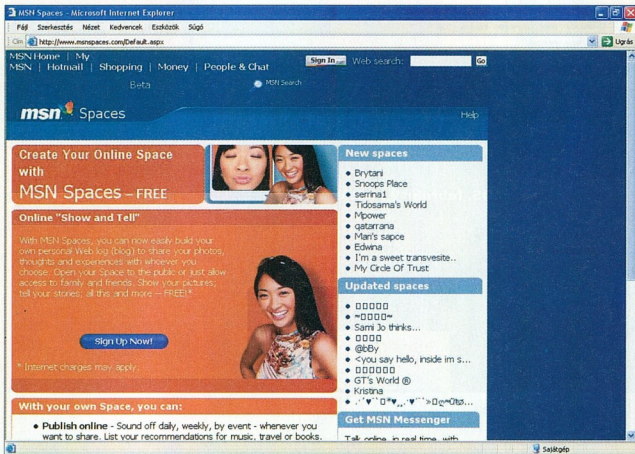 MSN Spaces - Microsoft Internet Explorer
Fájl Szerkesztés Nézet Kedvencek Eszközök Súgó
Cím http://www.msnspaces.com/Default.aspx Ugrás
MSN Home | My
MSN | Hotmail | Shopping | Money | People & Chat
Sign In .net Web search: Go
Beta
MSN Search
msn Spaces
Help
Create Your Online Space
with
MSN Spaces – FREE
Online "Show and Tell"
With MSN Spaces, you can now easily build your
own personal Web log (blog) to share your photos,
thoughts and experiences with whoever you
choose. Open your Space to the public or just allow
access to family and friends. Show your pictures;
tell your stories; all this and more – FREE!*
Sign Up Now!
* Internet charges may apply.
With your own Space, you can:
• Publish online - Sound off daily, weekly, by event - whenever you
want to share. List your recommendations for music, travel or books.
New spaces
• Brytani
• Snoops Place
• serrina1
• Tidosama's World
• Mpower
• qatarrana
• Man's sapce
• Edwina
• I'm a sweet transvesite..
• My Circle Of Trust
Updated spaces
• □□□□□
• ~□□□□~
• Sami Jo thinks...
• □□□□
• @bBy
• <you say hello, inside im s...
• □□□□□□
• GT's World ®
• Kristina
Get MSN Messenger
Talk online, in real time, with
Sajátgép